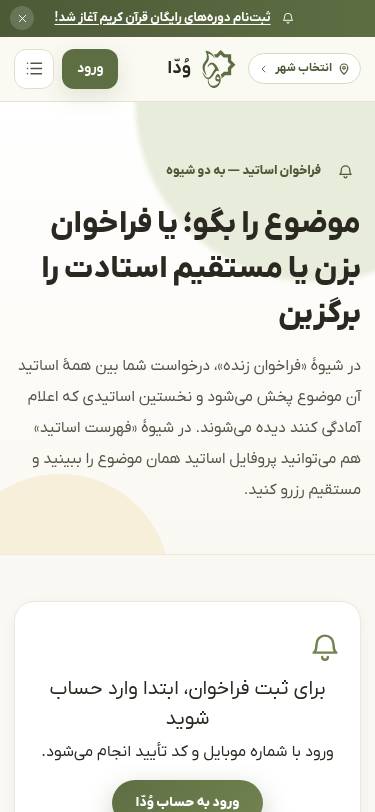 ثبت‌نام دوره‌های رایگان قرآن کریم آغاز شد!
انتخاب شهر
وُدّا
ورود
فراخوان اساتید — به دو شیوه
موضوع را بگو؛ یا فراخوان
بزن یا مستقیم استادت را
برگزین
در شیوهٔ «فراخوان زنده»، درخواست شما بین همهٔ اساتید
آن موضوع پخش می‌شود و نخستین اساتیدی که اعلام
آمادگی کنند دیده می‌شوند. در شیوهٔ «فهرست اساتید»
هم می‌توانید پروفایل اساتید همان موضوع را ببینید و
مستقیم رزرو کنید.
برای ثبت فراخوان، ابتدا وارد حساب
شوید
ورود با شماره موبایل و کد تأیید انجام می‌شود.
ورود به حساب وُدّا